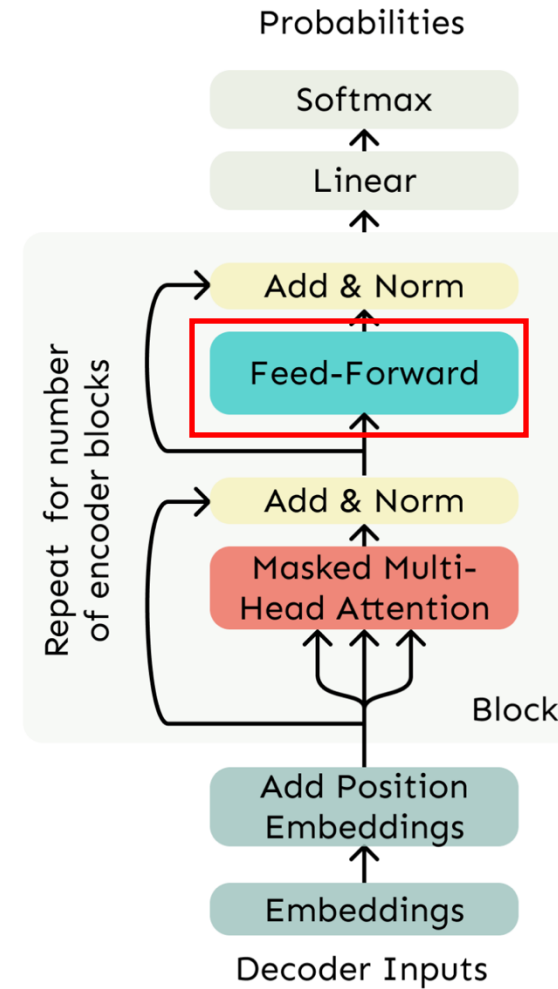 Probabilities
Softmax
Linear
Add & Norm
Feed-Forward
Repeat for number
of encoder blocks
Add & Norm
Masked Multi-
Head Attention
Block
Add Position
Embeddings
Embeddings
Decoder Inputs